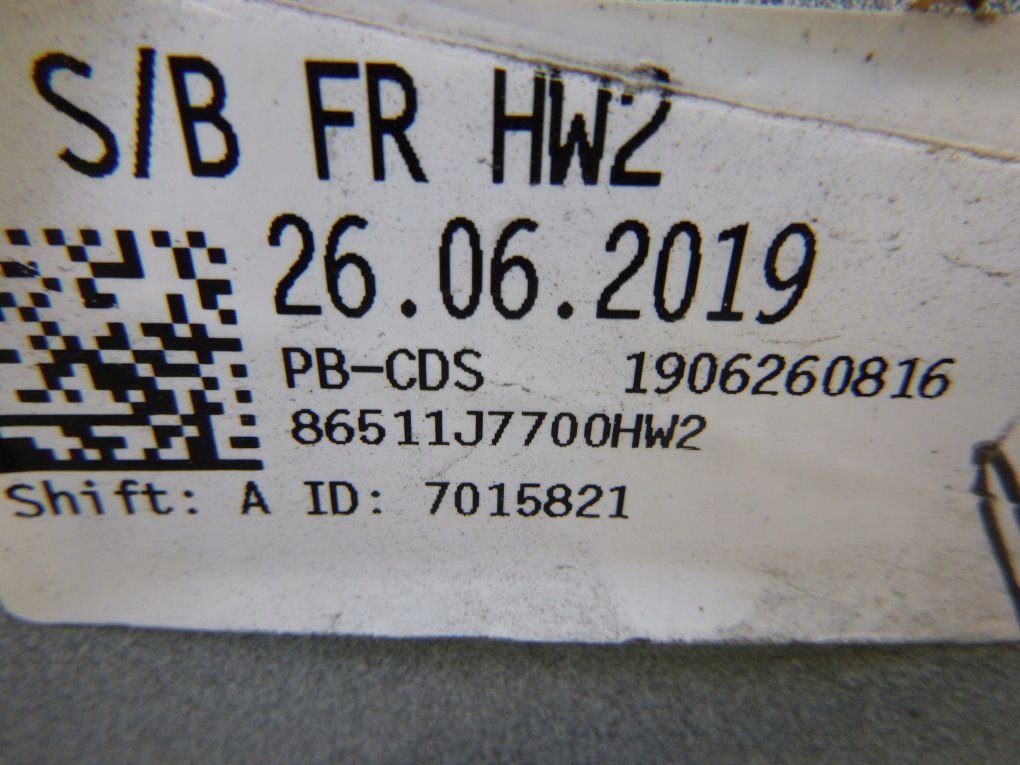 S/B FR HW2
26.06.2019
PB-CDS 1906260816
86511J7700HW2
Shift: A ID: 7015821